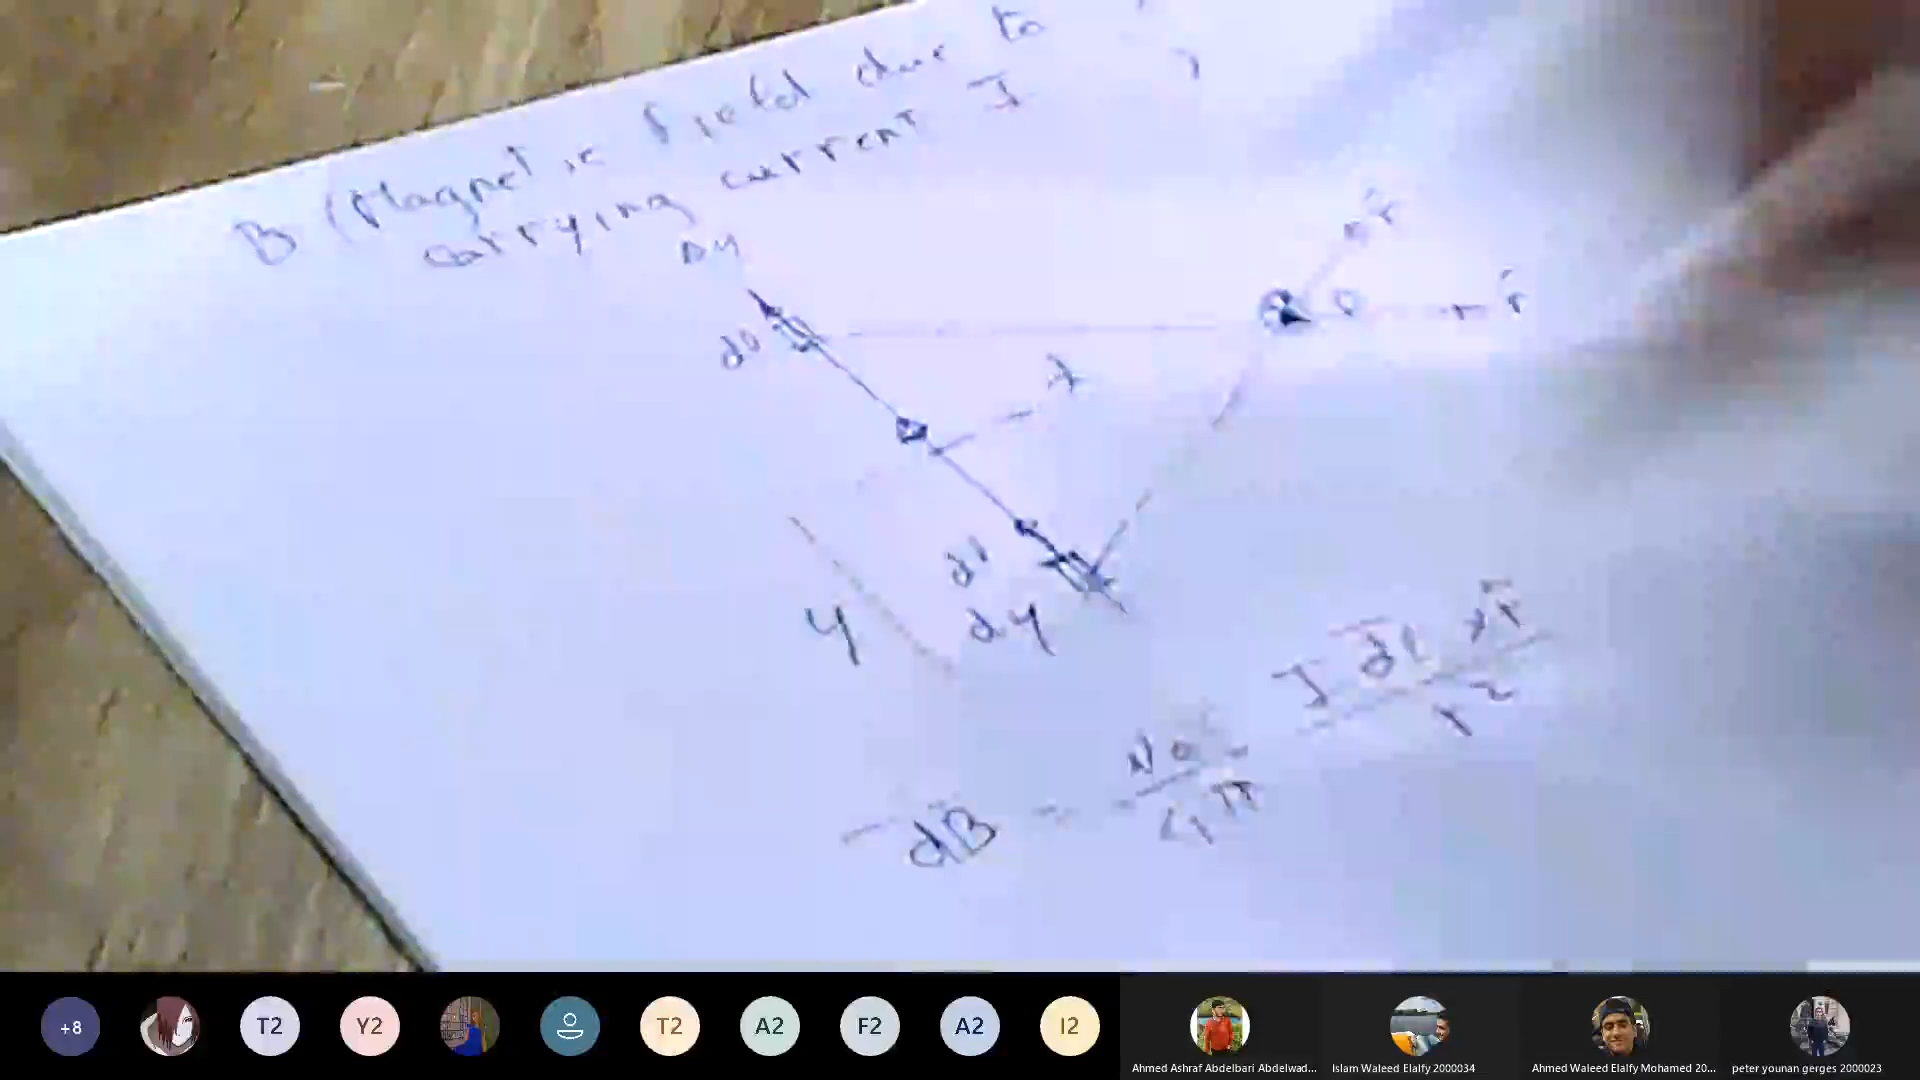 B (Magnetic field due to
carrying current I
Δy
r̂
r̂
dl
x
dl
y
dy
dB = μ0 / 4π I dl × r̂ / r²
+8
T2
Y2
T2
A2
F2
A2
I2
Ahmed Ashraf Abdelbari Abdelwad...
Islam Waleed Elalfy 2000034
Ahmed Waleed Elalfy Mohamed 20...
peter younan gerges 2000023